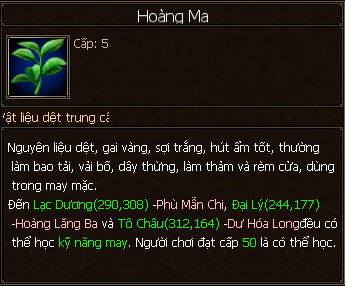 Hoàng Ma
Cấp: 5
Vật liệu dệt trung cấ
Nguyên liệu dệt, gai vàng, sợi trắng, hút ẩm tốt, thường
làm bao tải, vải bố, dây thừng, làm thảm và rèm cửa, dùng
trong may mặc.
Đến Lạc Dương(290,308) -Phù Mẫn Chi, Đại Lý(244,177)
-Hoàng Lăng Ba và Tô Châu(312,164) -Dư Hóa Longđều có
thể học kỹ năng may. Người chơi đạt cấp 50 là có thể học.